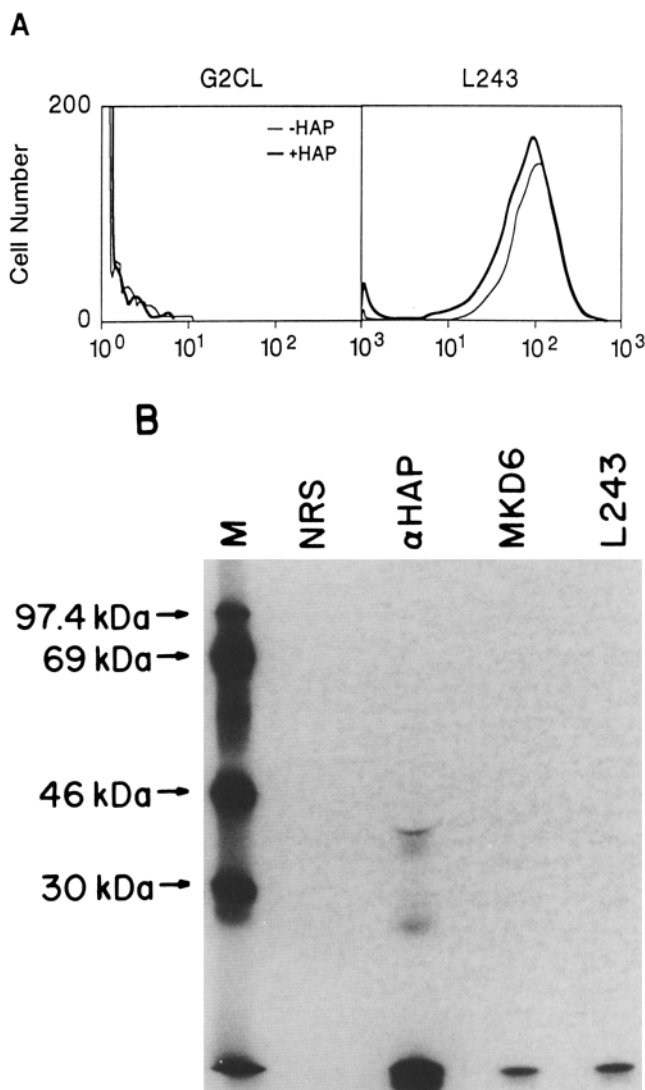 A
G2CL
L243
200
Cell Number
-HAP
+HAP
100
0
10⁰
10¹
10²
10³
10¹
10²
10³
B
M
NRS
αHAP
MKD6
L243
97.4 kDa→
69 kDa→
46 kDa→
30 kDa→